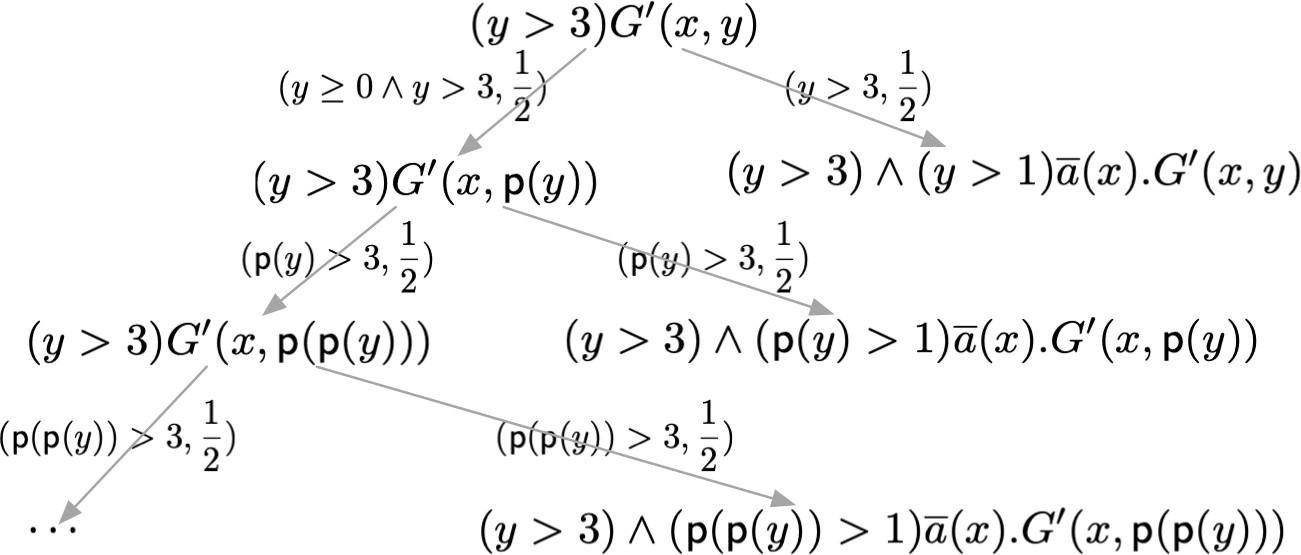 (y > 3)G′(x, y)
(y ≥ 0 ∧ y > 3, 1/2) (y > 3, 1/2)
(y > 3)G′(x, p(y)) (y > 3) ∧ (y > 1)a̅(x).G′(x, y)
(p(y) > 3, 1/2) (p(y) > 3, 1/2)
(y > 3)G′(x, p(p(y))) (y > 3) ∧ (p(y) > 1)a̅(x).G′(x, p(y))
(p(p(y)) > 3, 1/2) (p(p(y)) > 3, 1/2)
··· (y > 3) ∧ (p(p(y)) > 1)a̅(x).G′(x, p(p(y)))